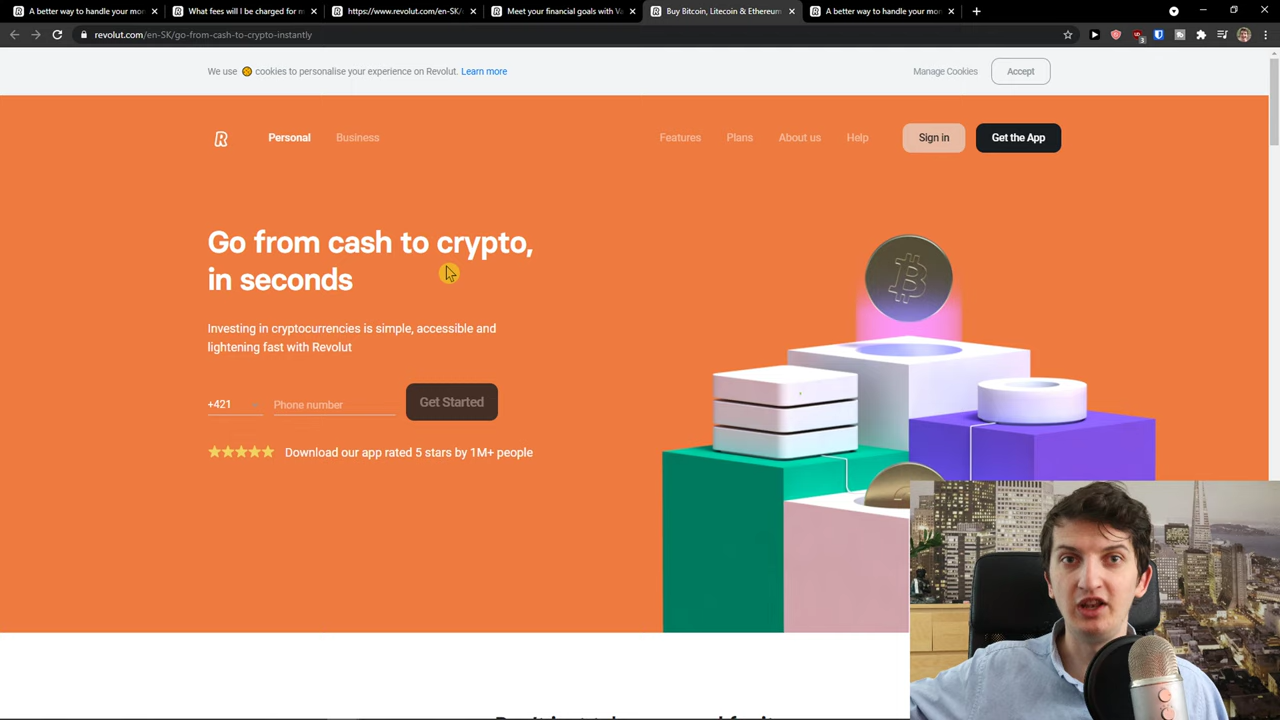 A better way to handle your mon
What fees will I be charged for m
https://www.revolut.com/en-SK/
Meet your financial goals with Va
Buy Bitcoin, Litecoin & Ethereum
A better way to handle your mon
revolut.com/en-SK/go-from-cash-to-crypto-instantly
3
We use cookies to personalise your experience on Revolut. Learn more
Manage Cookies
Accept
R
Personal
Business
Features
Plans
About us
Help
Sign in
Get the App
Go from cash to crypto,
in seconds
Investing in cryptocurrencies is simple, accessible and
lightening fast with Revolut
+421
Phone number
Get Started
Download our app rated 5 stars by 1M+ people